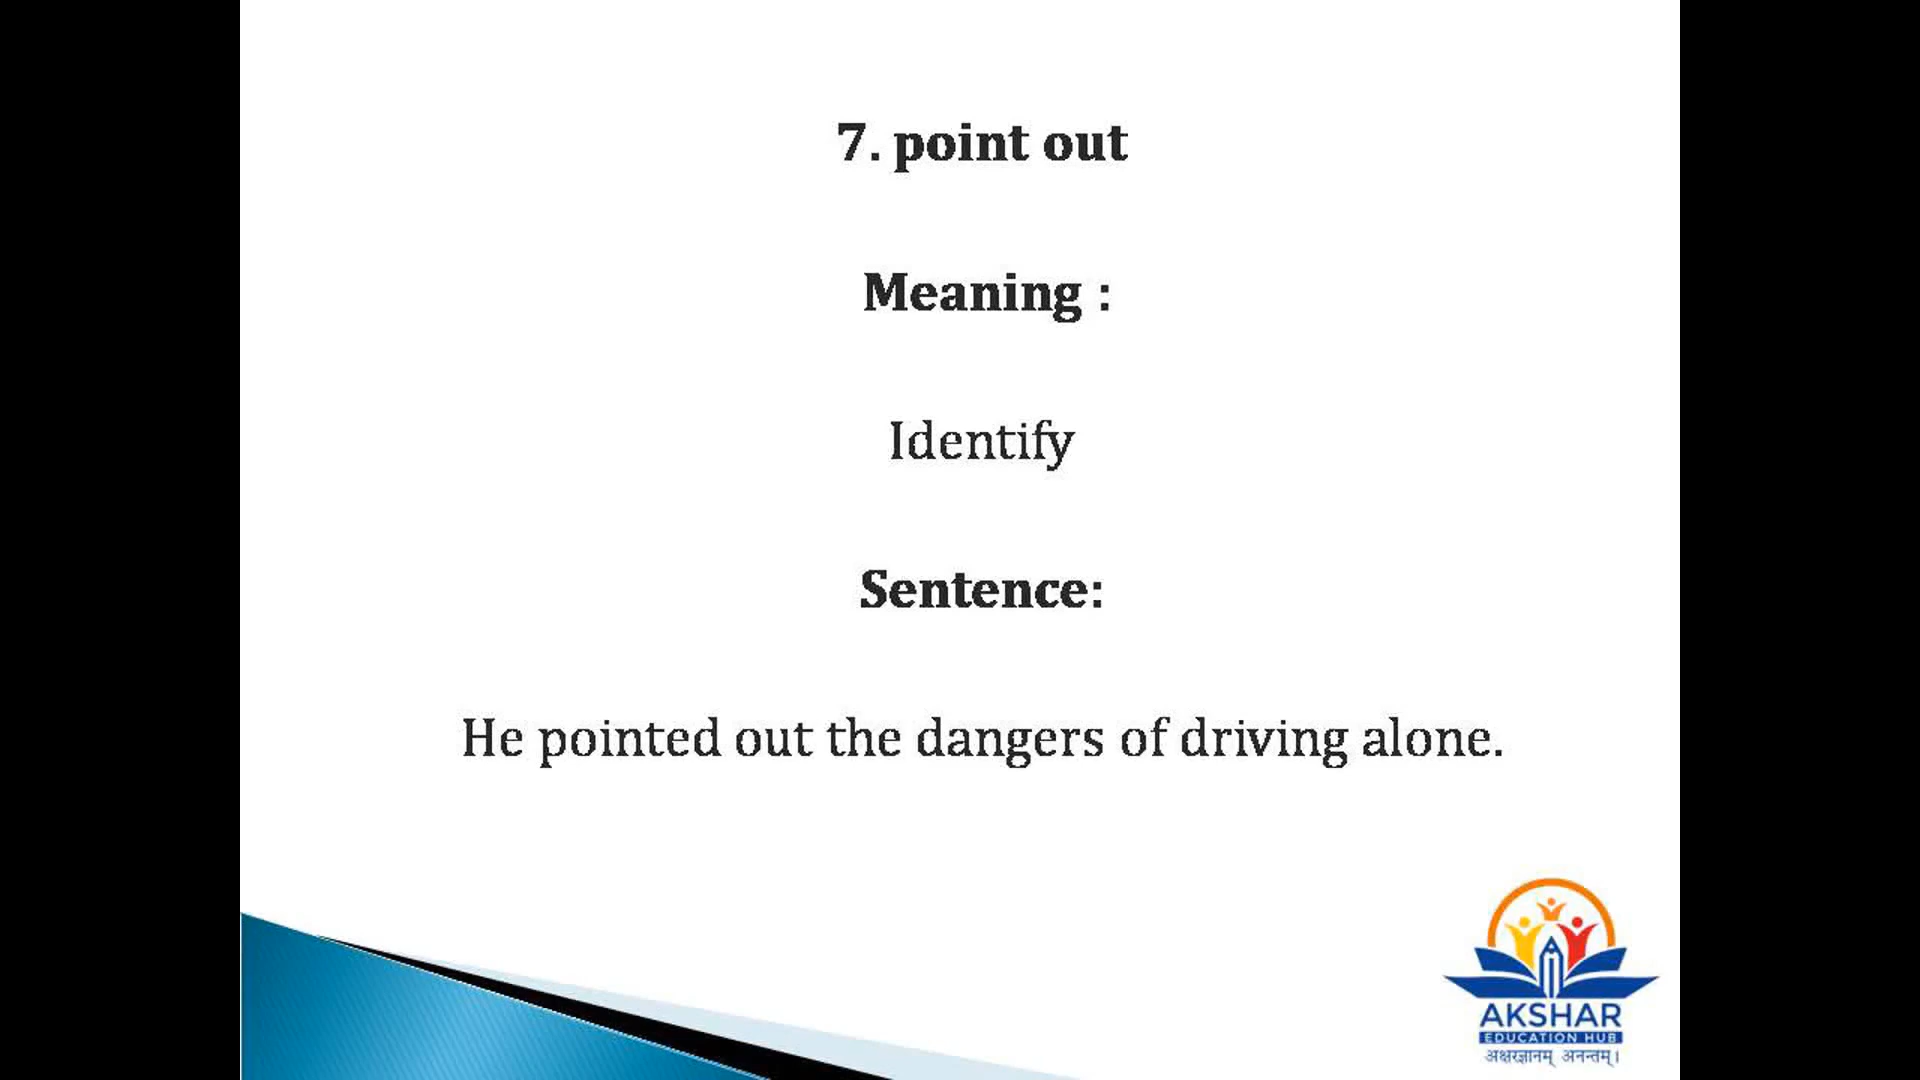 7. point out
Meaning :
Identify
Sentence:
He pointed out the dangers of driving alone.
AKSHAR
EDUCATION HUB
अक्षरज्ञानम् अनन्तम्।